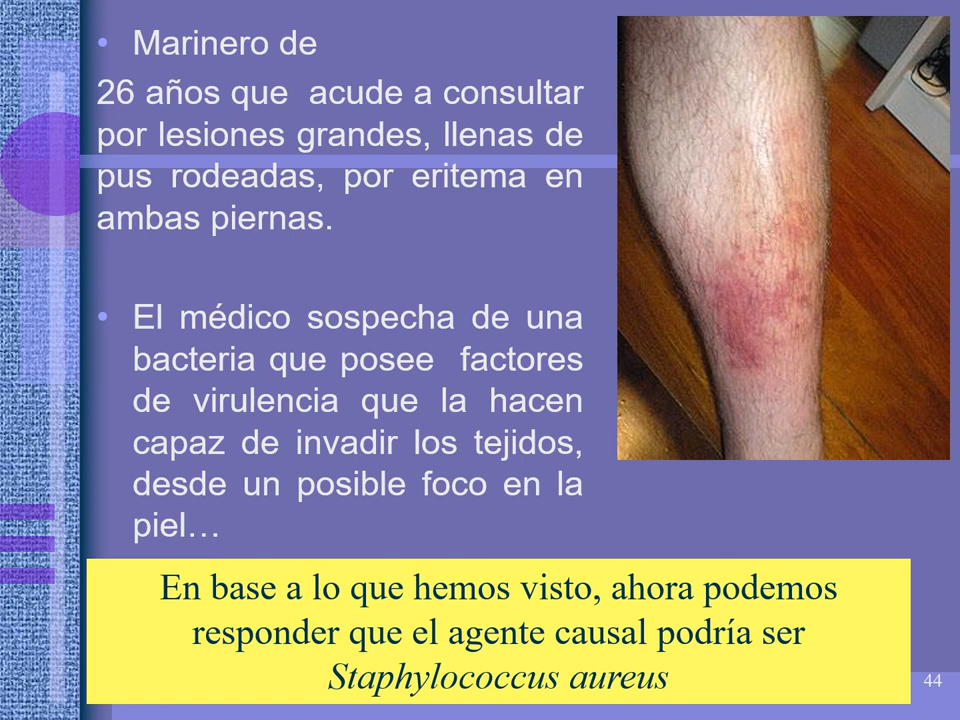 • Marinero de
26 años que acude a consultar
por lesiones grandes, llenas de
pus rodeadas, por eritema en
ambas piernas.
• El médico sospecha de una
bacteria que posee factores
de virulencia que la hacen
capaz de invadir los tejidos,
desde un posible foco en la
piel…
En base a lo que hemos visto, ahora podemos
responder que el agente causal podría ser
Staphylococcus aureus
44